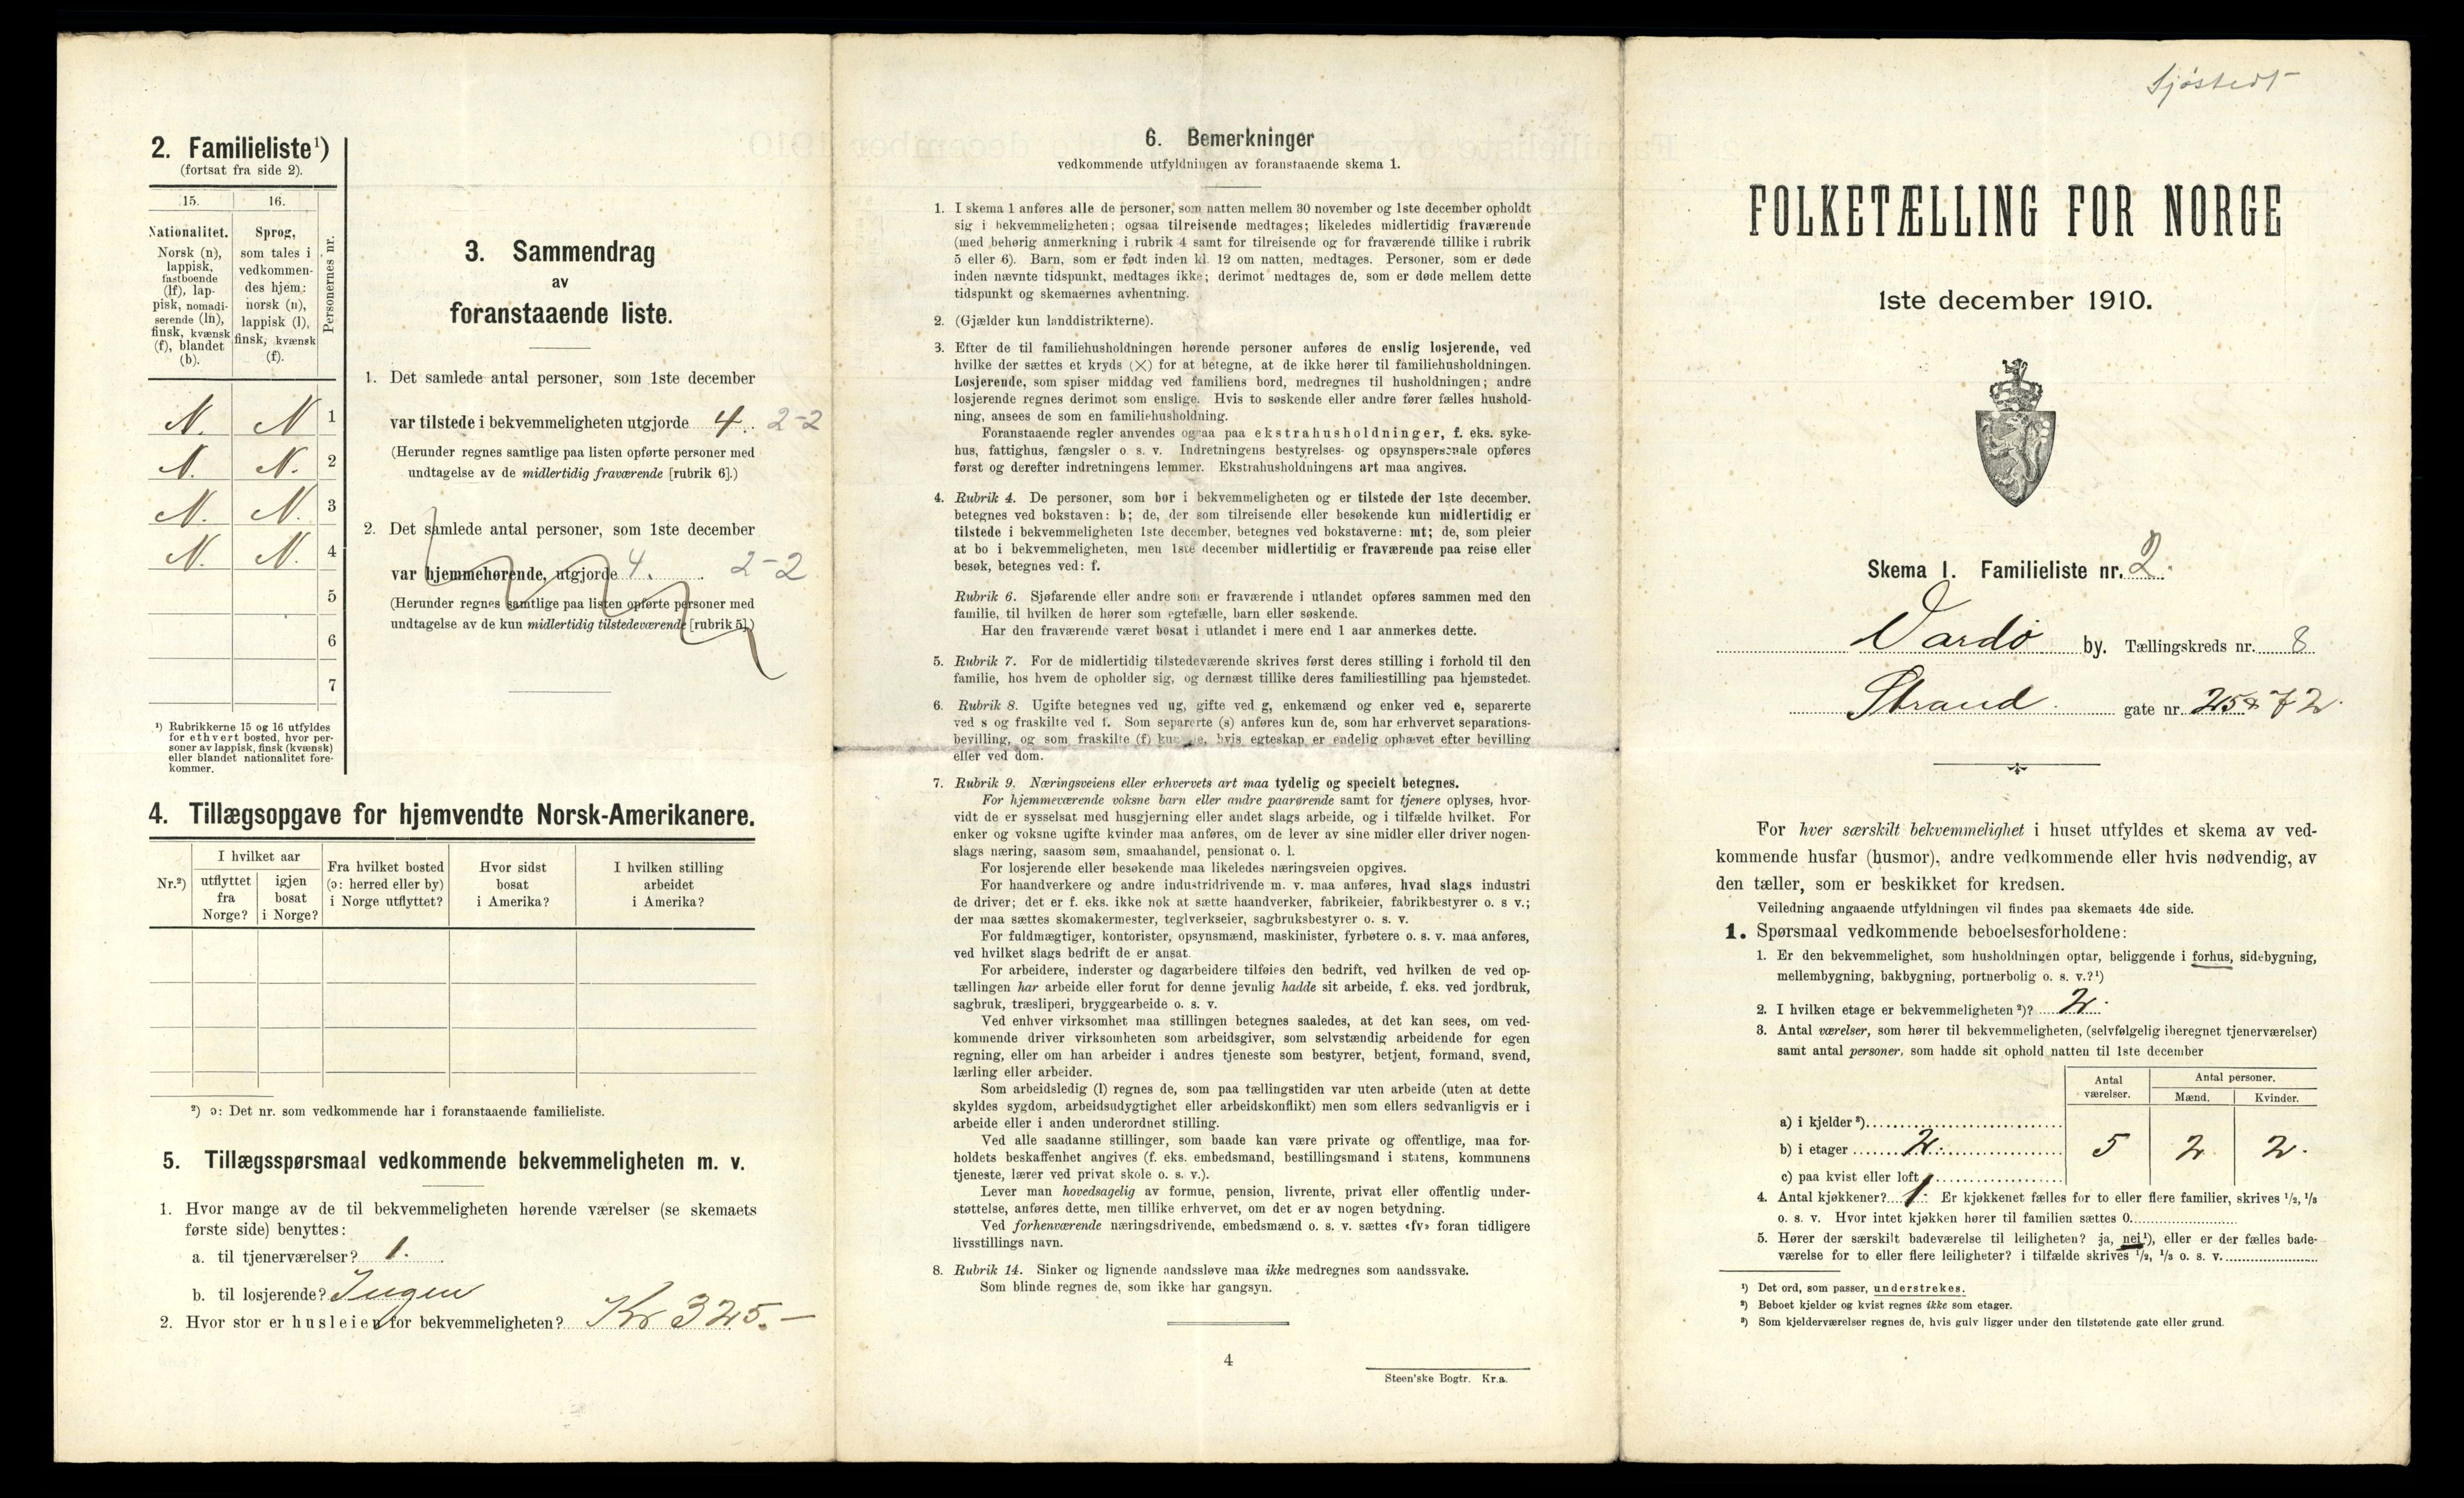 2. Familieliste¹)
(fortsat fra side 2).
15.
16.
Personernes nr.
Nationalitet.
Norsk (n),
lappisk,
fastboende
(lf), lap-
pisk, nomadi-
serende (ln),
finsk, kvænsk
(f), blandet
(b).
Sprog,
som tales i
vedkommen-
des hjem:
norsk (n),
lappisk (l),
finsk, kvænsk
(f).
N. N 1
N. N. 2
N. N. 3
N. N. 4
5
6
7
¹) Rubrikkerne 15 og 16 utfyldes
for ethvert bosted, hvor per-
soner av lappisk, finsk (kvænsk)
eller blandet nationalitet fore-
kommer.
3. Sammendrag
av
foranstaaende liste.
1. Det samlede antal personer, som 1ste december
var tilstede i bekvemmeligheten utgjorde 4. 2-2
(Herunder regnes samtlige paa listen opførte personer med
undtagelse av de midlertidig fraværende [rubrik 6].)
2. Det samlede antal personer, som 1ste december
var hjemmehørende, utgjorde 4. 2-2
(Herunder regnes samtlige paa listen opførte personer med
undtagelse av de kun midlertidig tilstedeværende [rubrik 5].)
4. Tillægsopgave for hjemvendte Norsk-Amerikanere.
Nr.²)
I hvilket aar
utflyttet
fra
Norge?
igjen
bosat
i Norge?
Fra hvilket bosted
(ɔ: herred eller by)
i Norge utflyttet?
Hvor sidst
bosat
i Amerika?
I hvilken stilling
arbeidet
i Amerika?
²) ɔ: Det nr. som vedkommende har i foranstaaende familieliste.
5. Tillægsspørsmaal vedkommende bekvemmeligheten m. v.
1. Hvor mange av de til bekvemmeligheten hørende værelser (se skemaets
første side) benyttes:
a. til tjenerværelser? 1.
b. til losjerende? Ingen
2. Hvor stor er husleien for bekvemmeligheten? Kr 325.-
6. Bemerkninger
vedkommende utfyldningen av foranstaaende skema 1.
1. I skema 1 anføres alle de personer, som natten mellem 30 november og 1ste december opholdt
sig i bekvemmeligheten; ogsaa tilreisende medtages; likeledes midlertidig fraværende
(med behørig anmerkning i rubrik 4 samt for tilreisende og for fraværende tillike i rubrik
5 eller 6). Barn, som er født inden kl. 12 om natten, medtages. Personer, som er døde
inden nævnte tidspunkt, medtages ikke; derimot medtages de, som er døde mellem dette
tidspunkt og skemaernes avhentning.
2. (Gjælder kun landdistrikterne).
3. Efter de til familiehusholdningen hørende personer anføres de enslig losjerende, ved
hvilke der sættes et kryds (×) for at betegne, at de ikke hører til familiehusholdningen.
Losjerende, som spiser middag ved familiens bord, medregnes til husholdningen; andre
losjerende regnes derimot som enslige. Hvis to søskende eller andre fører fælles hushold-
ning, ansees de som en familiehusholdning.
Foranstaaende regler anvendes ogsaa paa ekstrahusholdninger, f. eks. syke-
hus, fattighus, fængsler o. s. v. Indretningens bestyrelses- og opsynspersonale opføres
først og derefter indretningens lemmer. Ekstrahusholdningens art maa angives.
4. Rubrik 4. De personer, som bor i bekvemmeligheten og er tilstede der 1ste december,
betegnes ved bokstaven: b; de, der som tilreisende eller besøkende kun midlertidig er
tilstede i bekvemmeligheten 1ste december, betegnes ved bokstaverne: mt; de, som pleier
at bo i bekvemmeligheten, men 1ste december midlertidig er fraværende paa reise eller
besøk, betegnes ved: f.
Rubrik 6. Sjøfarende eller andre som er fraværende i utlandet opføres sammen med den
familie, til hvilken de hører som egtefælle, barn eller søskende.
Har den fraværende været bosat i utlandet i mere end 1 aar anmerkes dette.
5. Rubrik 7. For de midlertidig tilstedeværende skrives først deres stilling i forhold til den
familie, hos hvem de opholder sig, og dernæst tillike deres familiestilling paa hjemstedet.
6. Rubrik 8. Ugifte betegnes ved ug, gifte ved g, enkemænd og enker ved e, separerte
ved s og fraskilte ved f. Som separerte (s) anføres kun de, som har erhvervet separations-
bevilling, og som fraskilte (f) kun de, hvis egteskap er endelig ophævet efter bevilling
eller ved dom.
7. Rubrik 9. Næringsveiens eller erhvervets art maa tydelig og specielt betegnes.
For hjemmeværende voksne barn eller andre paarørende samt for tjenere oplyses, hvor-
vidt de er sysselsat med husgjerning eller andet slags arbeide, og i tilfælde hvilket. For
enker og voksne ugifte kvinder maa anføres, om de lever av sine midler eller driver nogen-
slags næring, saasom søm, smaahandel, pensionat o. l.
For losjerende eller besøkende maa likeledes næringsveien opgives.
For haandverkere og andre industridrivende m. v. maa anføres, hvad slags industri
de driver; det er f. eks. ikke nok at sætte haandverker, fabrikeier, fabrikbestyrer o. s v.;
der maa sættes skomakermester, teglverkseier, sagbruksbestyrer o. s. v.
For fuldmægtiger, kontorister, opsynsmænd, maskinister, fyrbøtere o. s. v. maa anføres,
ved hvilket slags bedrift de er ansat.
For arbeidere, inderster og dagarbeidere tilføies den bedrift, ved hvilken de ved op-
tællingen har arbeide eller forut for denne jevnlig hadde sit arbeide, f. eks. ved jordbruk,
sagbruk, træsliperi, bryggearbeide o. s. v.
Ved enhver virksomhet maa stillingen betegnes saaledes, at det kan sees, om ved-
kommende driver virksomheten som arbeidsgiver, som selvstændig arbeidende for egen
regning, eller om han arbeider i andres tjeneste som bestyrer, betjent, formand, svend,
lærling eller arbeider.
Som arbeidsledig (l) regnes de, som paa tællingstiden var uten arbeide (uten at dette
skyldes sygdom, arbeidsudygtighet eller arbeidskonflikt) men som ellers sedvanligvis er i
arbeide eller i anden underordnet stilling.
Ved alle saadanne stillinger, som baade kan være private og offentlige, maa for-
holdets beskaffenhet angives (f. eks. embedsmand, bestillingsmand i statens, kommunens
tjeneste, lærer ved privat skole o. s. v.).
Lever man hovedsagelig av formue, pension, livrente, privat eller offentlig under-
støttelse, anføres dette, men tillike erhvervet, om det er av nogen betydning.
Ved forhenværende næringsdrivende, embedsmænd o. s. v. sættes «fv» foran tidligere
livsstillings navn.
8. Rubrik 14. Sinker og lignende aandssløve maa ikke medregnes som aandssvake.
Som blinde regnes de, som ikke har gangsyn.
4
Steen'ske Bogtr. Kr.a.
Sjøstedt
FOLKETÆLLING FOR NORGE
1ste december 1910.
Skema 1. Familieliste nr. 2.
Vardø by. Tællingskreds nr. 8
Strand gate nr. 25 & 72.
For hver særskilt bekvemmelighet i huset utfyldes et skema av ved-
kommende husfar (husmor), andre vedkommende eller hvis nødvendig, av
den tæller, som er beskikket for kredsen.
Veiledning angaaende utfyldningen vil findes paa skemaets 4de side.
1. Spørsmaal vedkommende beboelsesforholdene:
1. Er den bekvemmelighet, som husholdningen optar, beliggende i forhus, sidebygning,
mellembygning, bakbygning, portnerbolig o. s. v.?¹)
2. I hvilken etage er bekvemmeligheten²)? 2.
3. Antal værelser, som hører til bekvemmeligheten, (selvfølgelig iberegnet tjenerværelser)
samt antal personer, som hadde sit ophold natten til 1ste december
Antal
værelser.
Antal personer.
Mænd.
Kvinder.
a) i kjelder³)
b) i etager 2. 5 2 2.
c) paa kvist eller loft
4. Antal kjøkkener? 1. Er kjøkkenet fælles for to eller flere familier, skrives ¹/₂, ¹/₃
o. s. v. Hvor intet kjøkken hører til familien sættes 0.
5. Hører der særskilt badeværelse til leiligheten? ja, nei¹), eller er der fælles bade-
værelse for to eller flere leiligheter? i tilfælde skrives ¹/₂, ¹/₃ o. s. v.
¹) Det ord, som passer, understrekes.
²) Beboet kjelder og kvist regnes ikke som etager.
³) Som kjelderværelser regnes de, hvis gulv ligger under den tilstøtende gate eller grund.